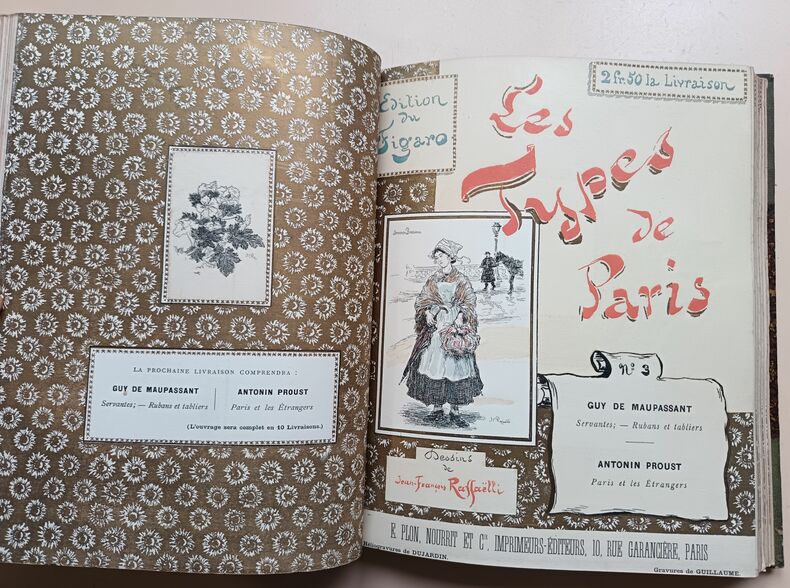 LA PROCHAINE LIVRAISON COMPRENDRA :
GUY DE MAUPASSANT
Servantes; — Rubans et tabliers
ANTONIN PROUST
Paris et les Étrangers
(L'ouvrage sera complet en 10 Livraisons.)
Edition
du
Figaro
2 fr. 50 la Livraison
Les
Types
de
Paris
N° 3
GUY DE MAUPASSANT
Servantes; — Rubans et tabliers
ANTONIN PROUST
Paris et les Étrangers
Dessins
de
Jean-François Raffaëlli
E. PLON, NOURRIT ET Cie, IMPRIMEURS-ÉDITEURS, 10, RUE GARANCIÈRE, PARIS
Héliogravures de DUJARDIN.
Gravures de GUILLAUME.